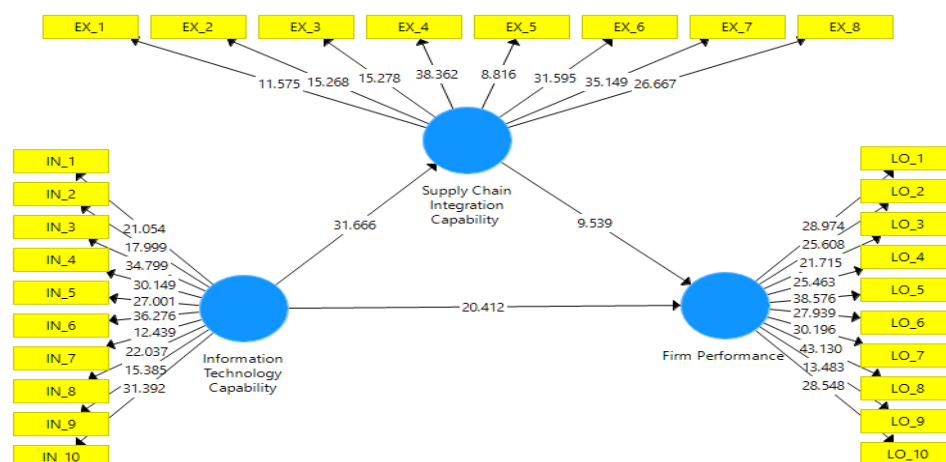 EX_1 EX_2 EX_3 EX_4 EX_5 EX_6 EX_7 EX_8
11.575 15.268 15.278 38.362 8.816 31.595 35.149 26.667
Supply Chain
Integration
Capability
IN_1
IN_2
IN_3
IN_4
IN_5
IN_6
IN_7
IN_8
IN_9
IN_10
21.054
17.999
34.799
30.149
27.001
36.276
12.439
22.037
15.385
31.392
Information
Technology
Capability
31.666
9.539
20.412
Firm Performance
28.974
25.608
21.715
25.463
38.576
27.939
30.196
43.130
13.483
28.548
LO_1
LO_2
LO_3
LO_4
LO_5
LO_6
LO_7
LO_8
LO_9
LO_10